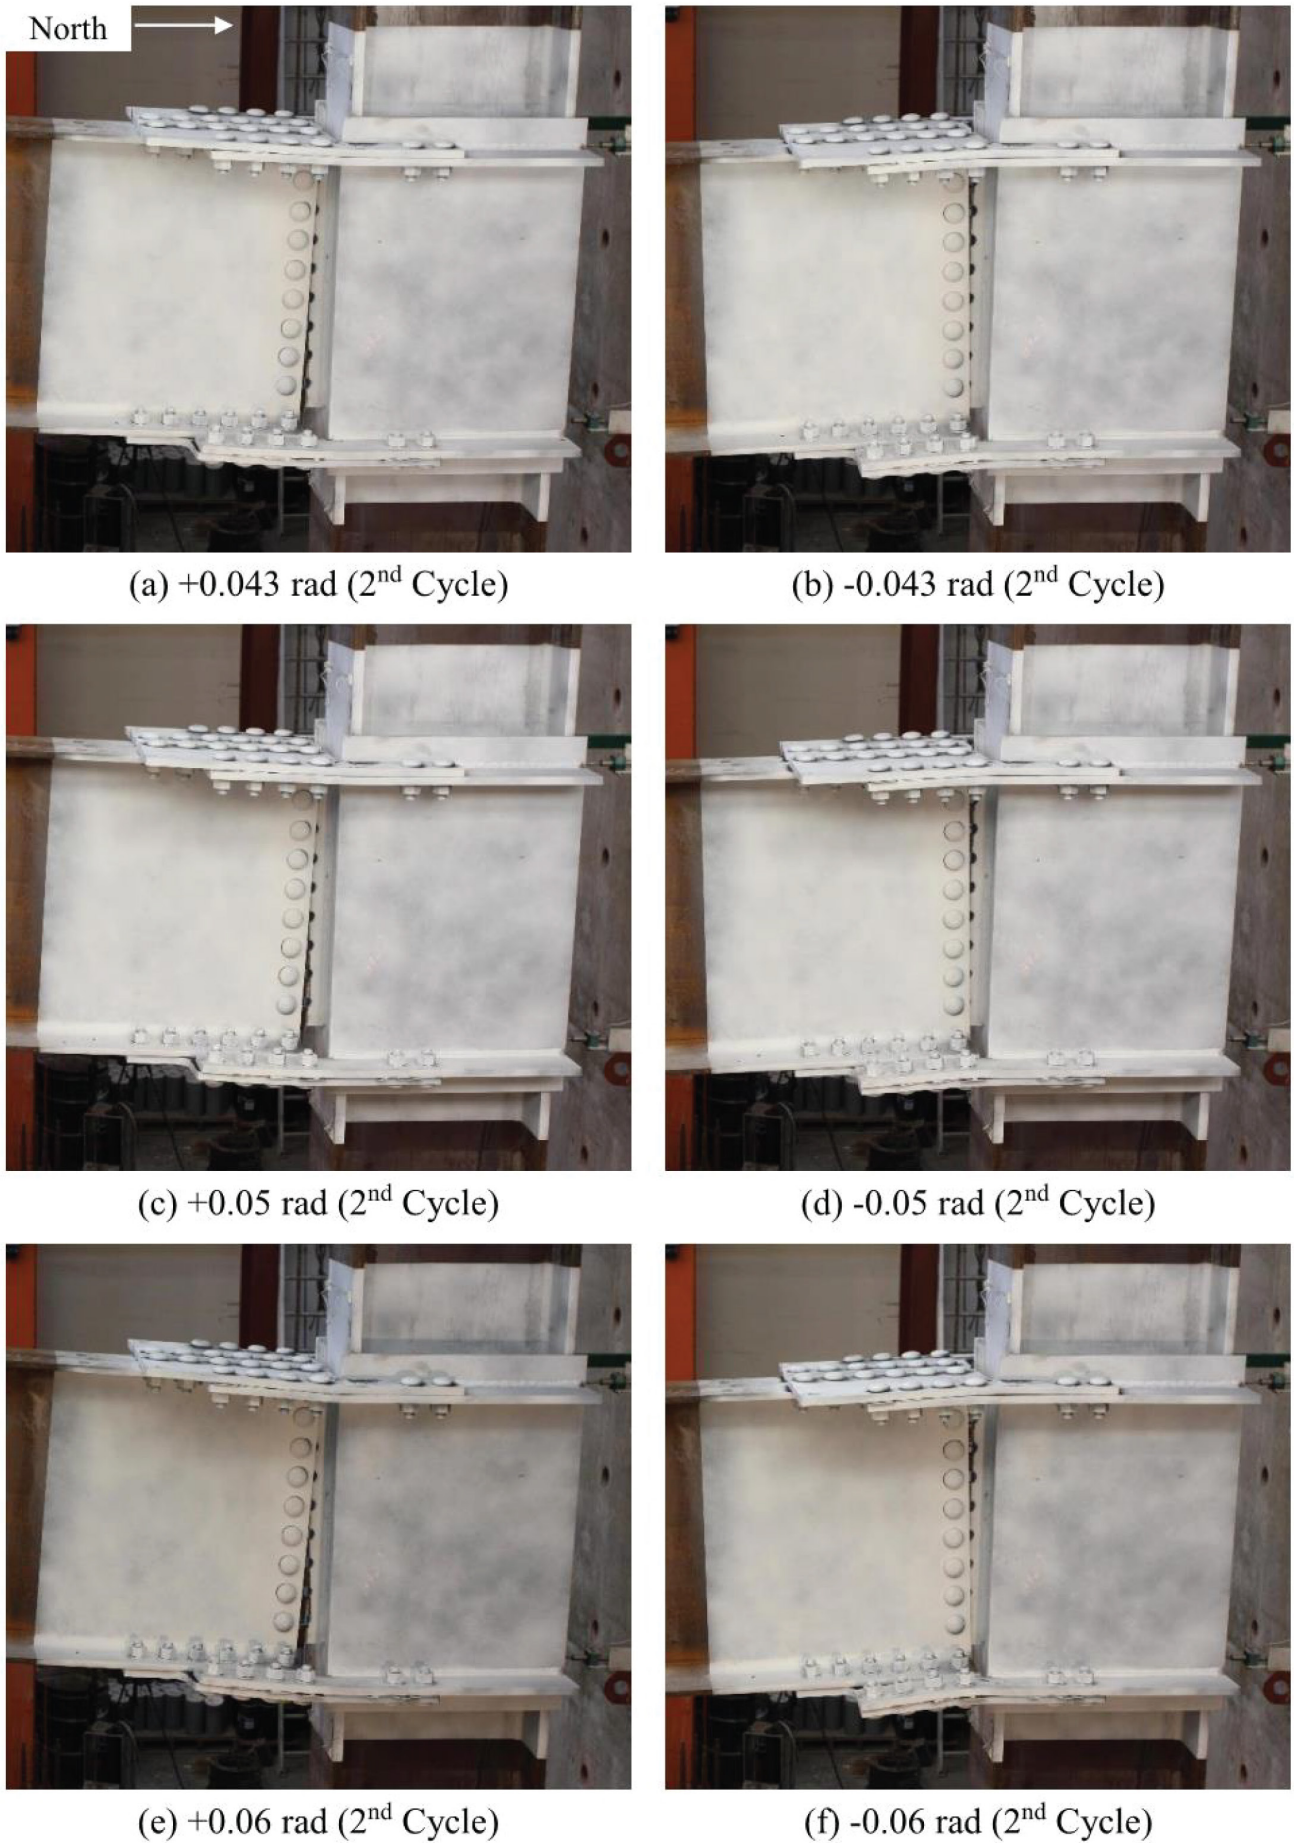 North
(a) +0.043 rad (2nd Cycle)
(b) -0.043 rad (2nd Cycle)
(c) +0.05 rad (2nd Cycle)
(d) -0.05 rad (2nd Cycle)
(e) +0.06 rad (2nd Cycle)
(f) -0.06 rad (2nd Cycle)